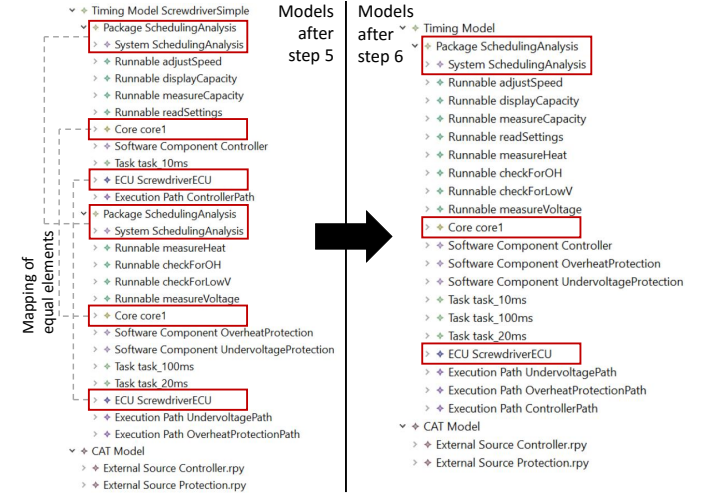 Timing Model ScrewdriverSimple
Package SchedulingAnalysis
System SchedulingAnalysis
Runnable adjustSpeed
Runnable displayCapacity
Runnable measureCapacity
Runnable readSettings
Core core1
Software Component Controller
Task task_10ms
ECU ScrewdriverECU
Execution Path ControllerPath
Package SchedulingAnalysis
System SchedulingAnalysis
Runnable measureHeat
Runnable checkForOH
Runnable checkForLowV
Runnable measureVoltage
Core core1
Software Component OverheatProtection
Software Component UndervoltageProtection
Task task_100ms
Task task_20ms
ECU ScrewdriverECU
Execution Path UndervoltagePath
Execution Path OverheatProtectionPath
CAT Model
External Source Controller.rpy
External Source Protection.rpy
Mapping of
equal elements
Models
after
step 5
Models
after
step 6
Timing Model
Package SchedulingAnalysis
System SchedulingAnalysis
Runnable adjustSpeed
Runnable displayCapacity
Runnable measureCapacity
Runnable readSettings
Runnable measureHeat
Runnable checkForOH
Runnable checkForLowV
Runnable measureVoltage
Core core1
Software Component Controller
Software Component OverheatProtection
Software Component UndervoltageProtection
Task task_10ms
Task task_100ms
Task task_20ms
ECU ScrewdriverECU
Execution Path UndervoltagePath
Execution Path OverheatProtectionPath
Execution Path ControllerPath
CAT Model
External Source Controller.rpy
External Source Protection.rpy